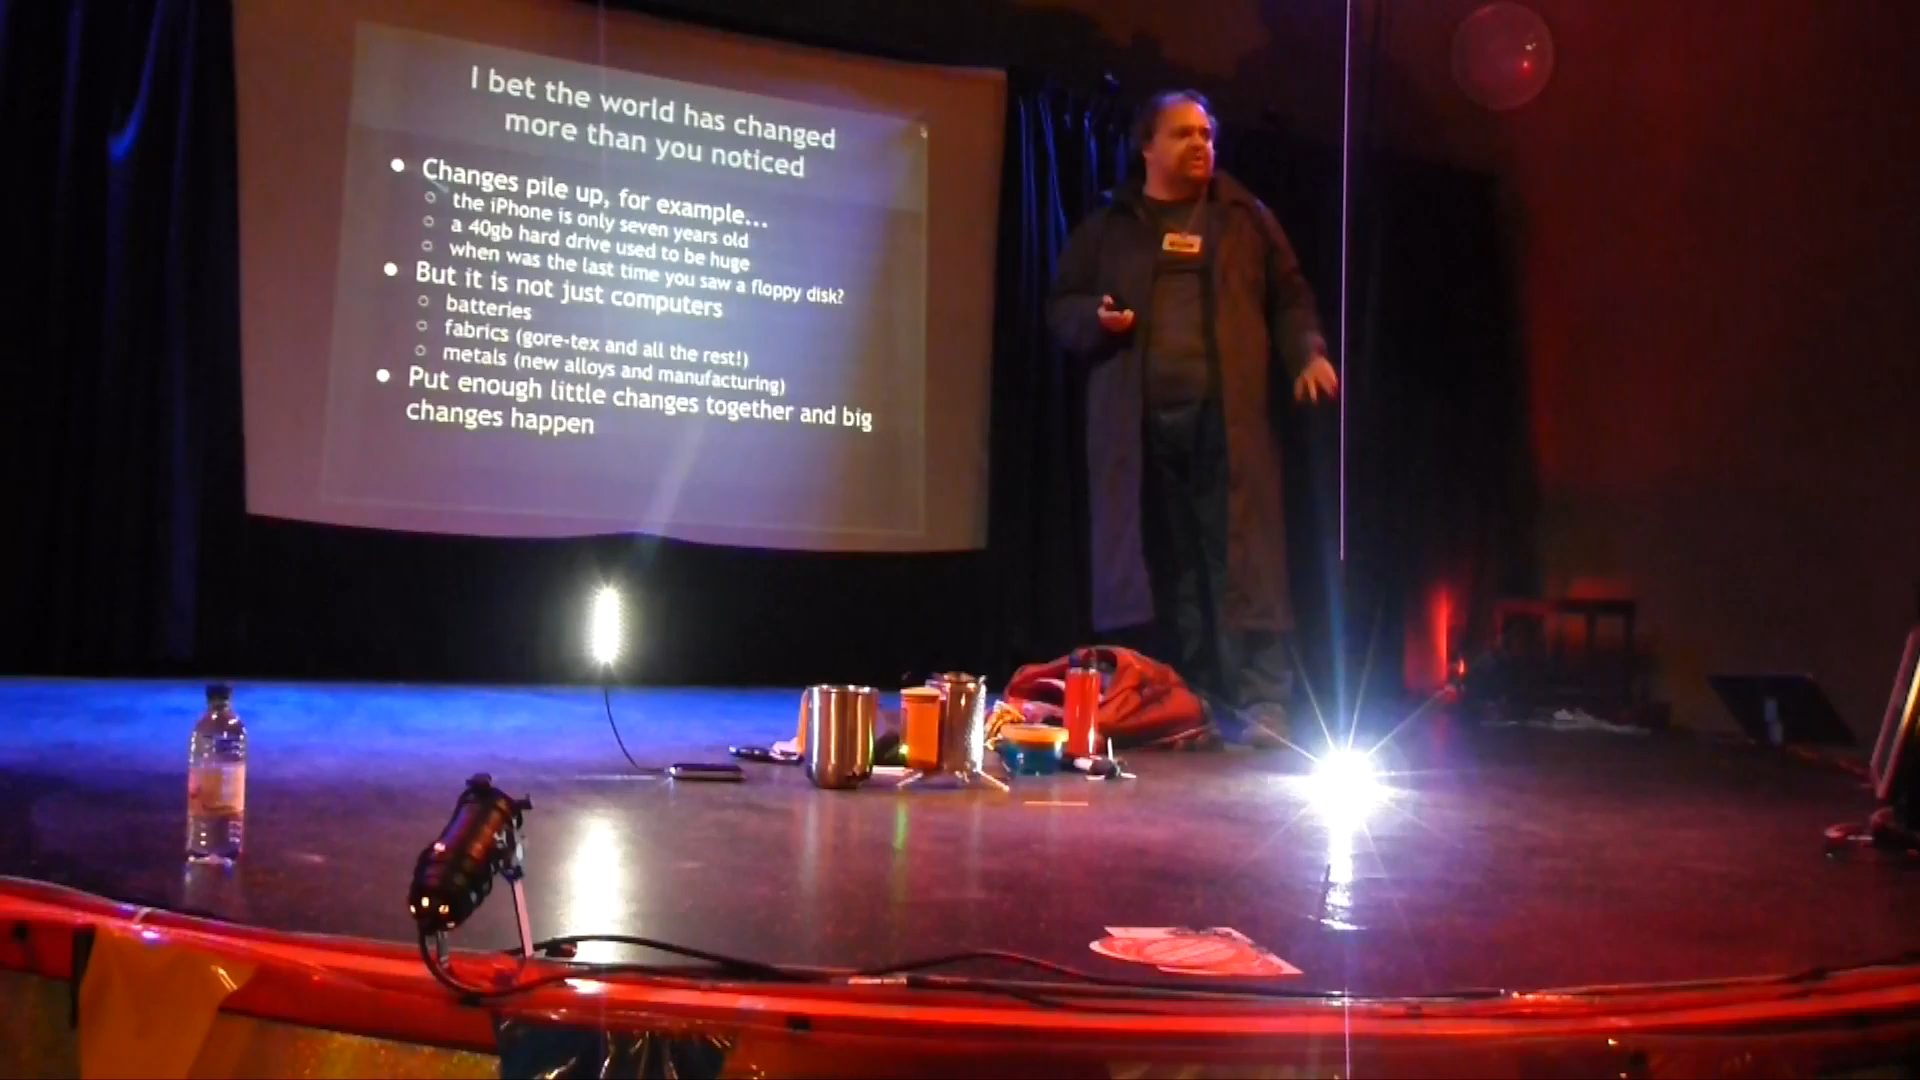 I bet the world has changed
more than you noticed
Changes pile up, for example...
the iPhone is only seven years old
a 40gb hard drive used to be huge
when was the last time you saw a floppy disk?
But it is not just computers
batteries
fabrics (gore-tex and all the rest!)
metals (new alloys and manufacturing)
Put enough little changes together and big
changes happen